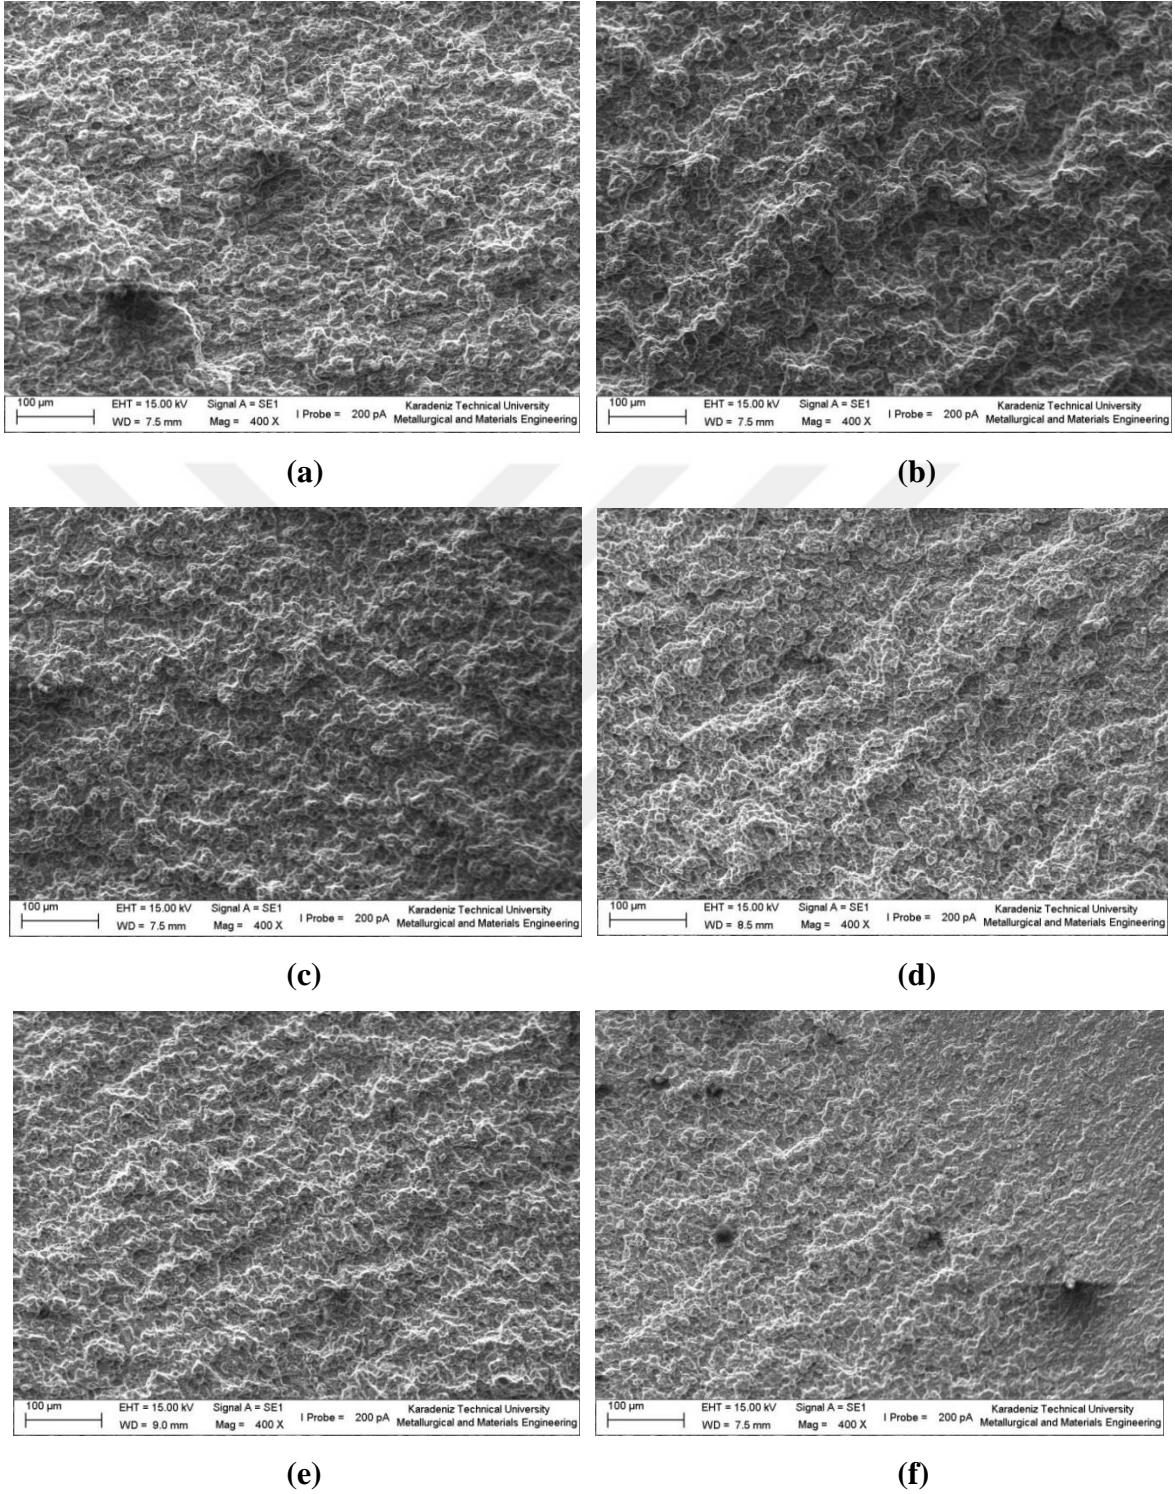 100 µm EHT = 15.00 kV Signal A = SE1 I Probe = 200 pA Karadeniz Technical University
WD = 7.5 mm Mag = 400 X Metallurgical and Materials Engineering
100 µm EHT = 15.00 kV Signal A = SE1 I Probe = 200 pA Karadeniz Technical University
WD = 7.5 mm Mag = 400 X Metallurgical and Materials Engineering
(a) (b)
100 µm EHT = 15.00 kV Signal A = SE1 I Probe = 200 pA Karadeniz Technical University
WD = 7.5 mm Mag = 400 X Metallurgical and Materials Engineering
100 µm EHT = 15.00 kV Signal A = SE1 I Probe = 200 pA Karadeniz Technical University
WD = 8.5 mm Mag = 400 X Metallurgical and Materials Engineering
(c) (d)
100 µm EHT = 15.00 kV Signal A = SE1 I Probe = 200 pA Karadeniz Technical University
WD = 9.0 mm Mag = 400 X Metallurgical and Materials Engineering
100 µm EHT = 15.00 kV Signal A = SE1 I Probe = 200 pA Karadeniz Technical University
WD = 7.5 mm Mag = 400 X Metallurgical and Materials Engineering
(e) (f)